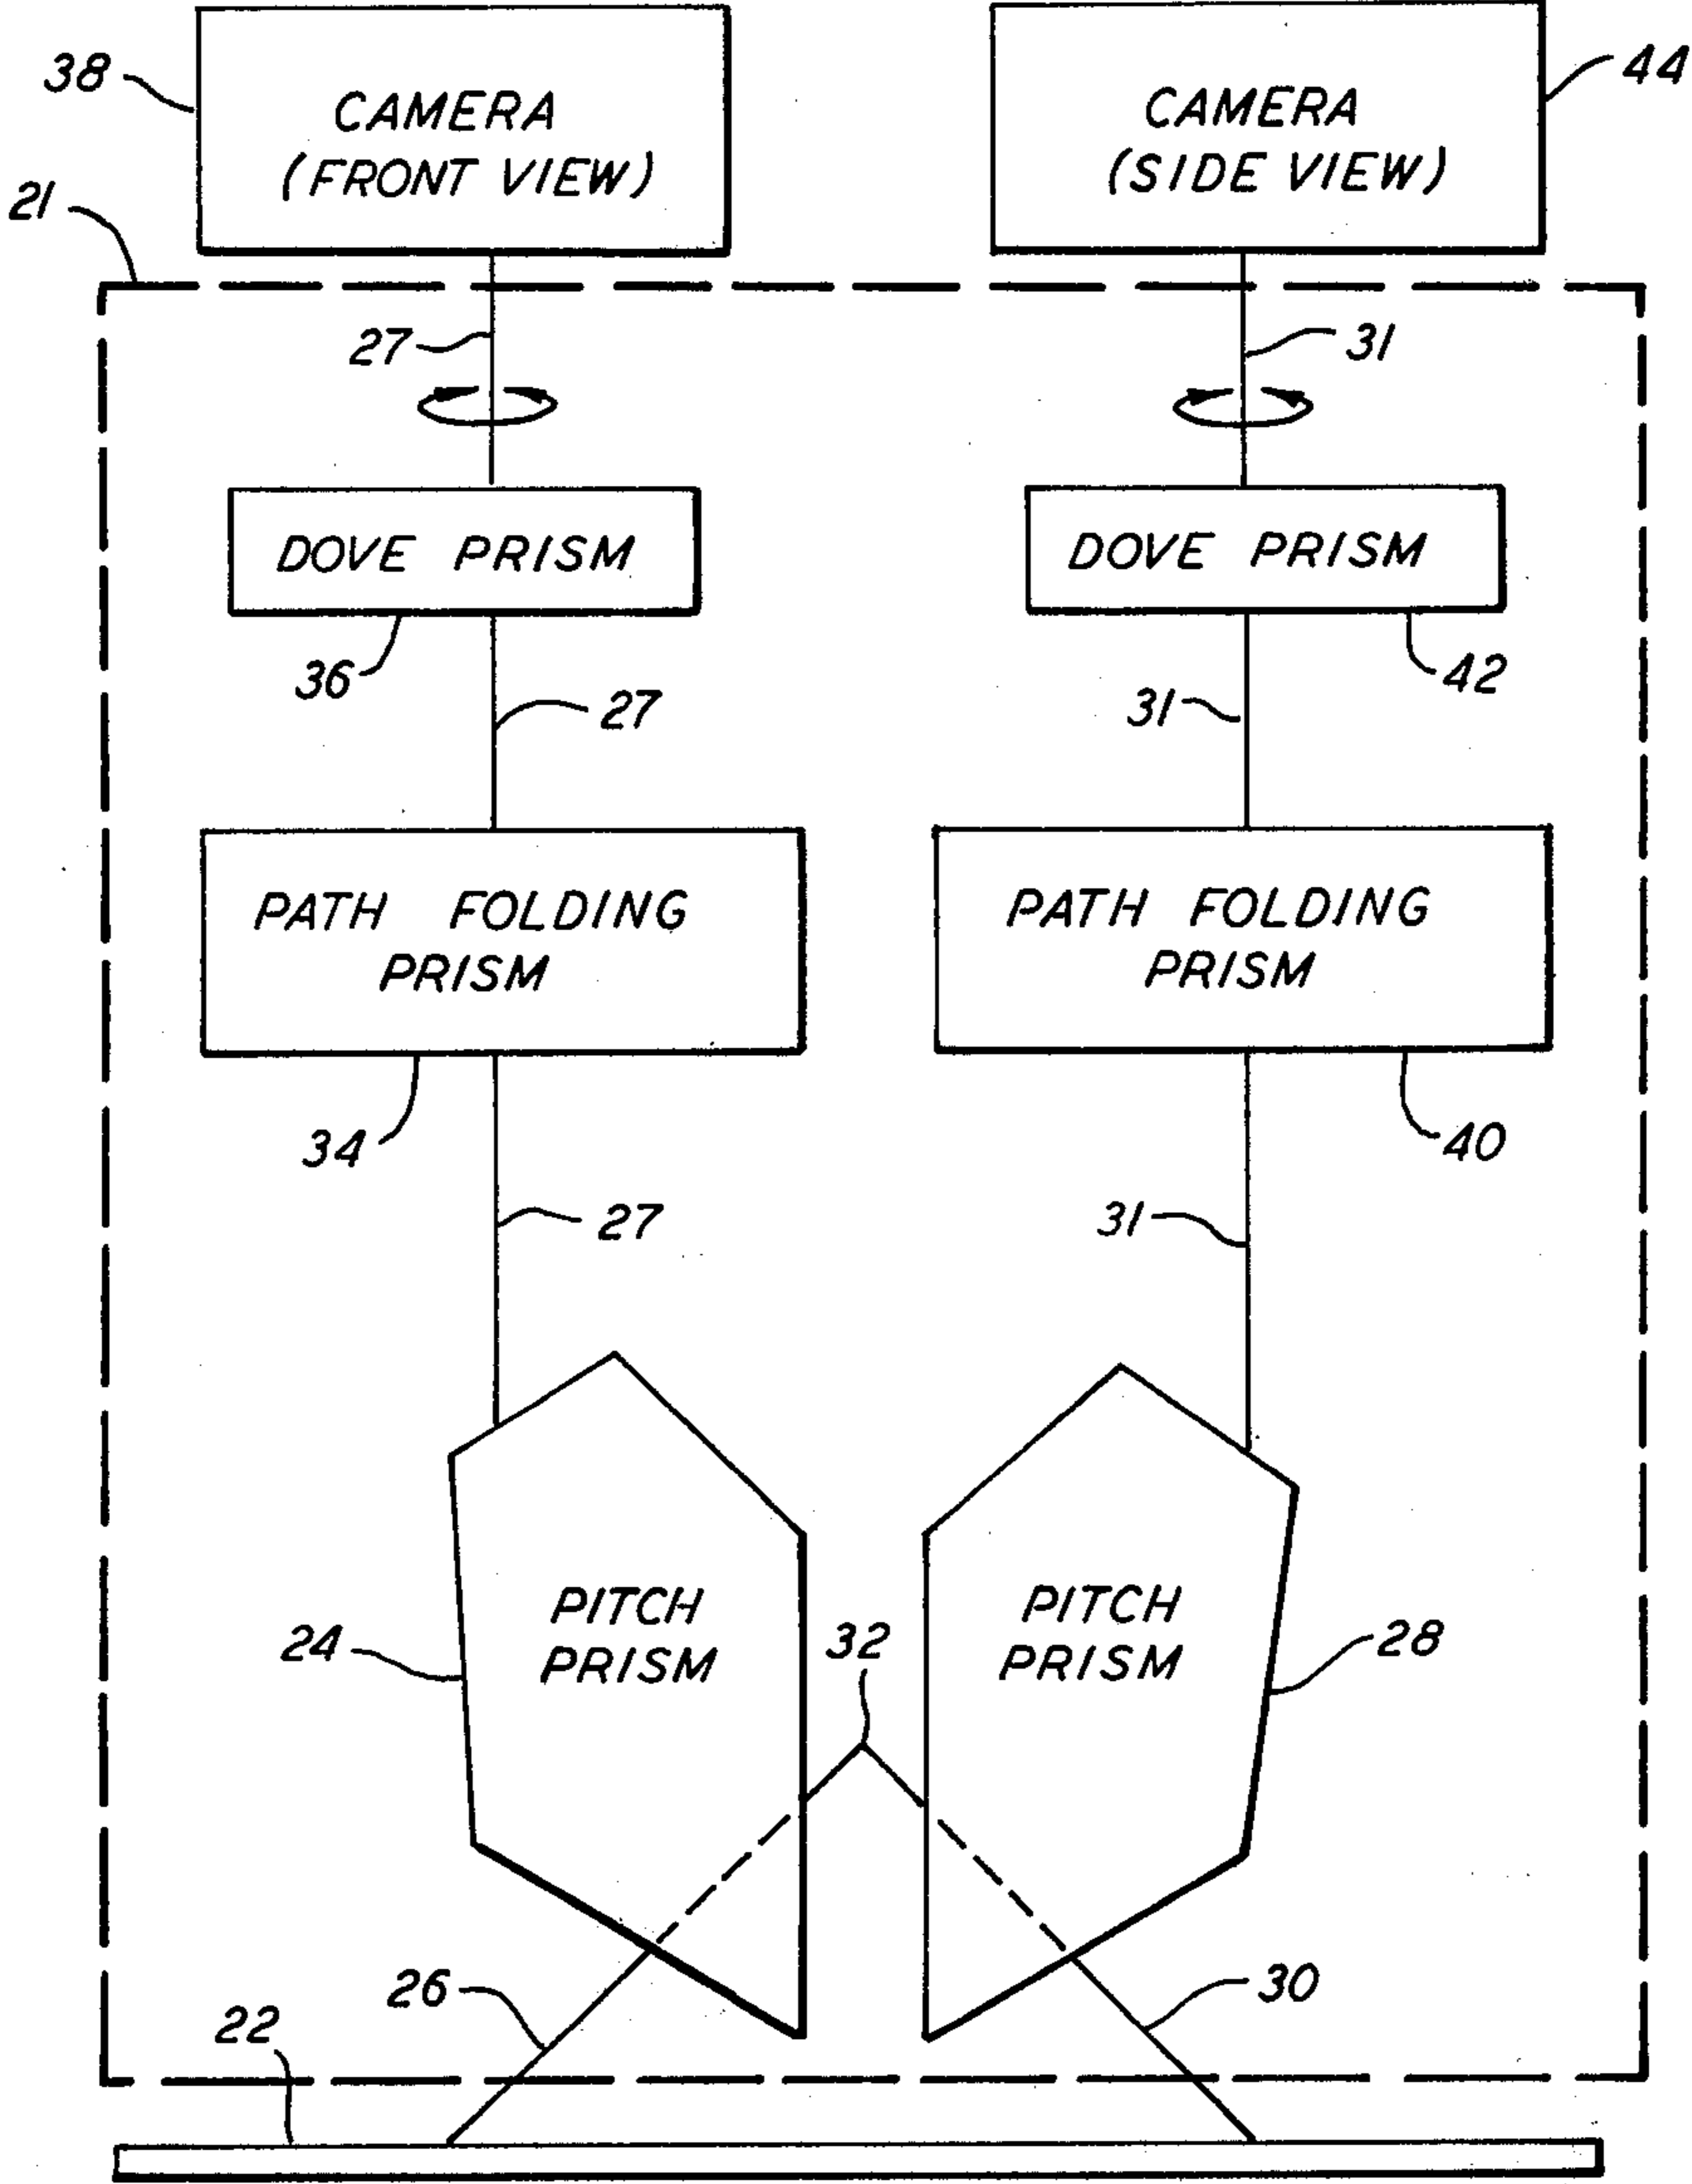 38
CAMERA
(FRONT VIEW)
CAMERA
(SIDE VIEW)
44
21
27
31
DOVE PRISM
DOVE PRISM
36
27
31
42
PATH FOLDING
PRISM
PATH FOLDING
PRISM
34
40
27
31
PITCH
PRISM
PITCH
PRISM
24
32
28
26
30
22